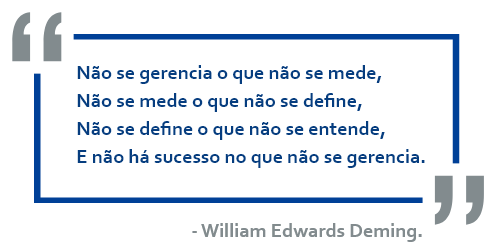 Não se gerencia o que não se mede,
Não se mede o que não se define,
Não se define o que não se entende,
E não há sucesso no que não se gerencia.
- William Edwards Deming.